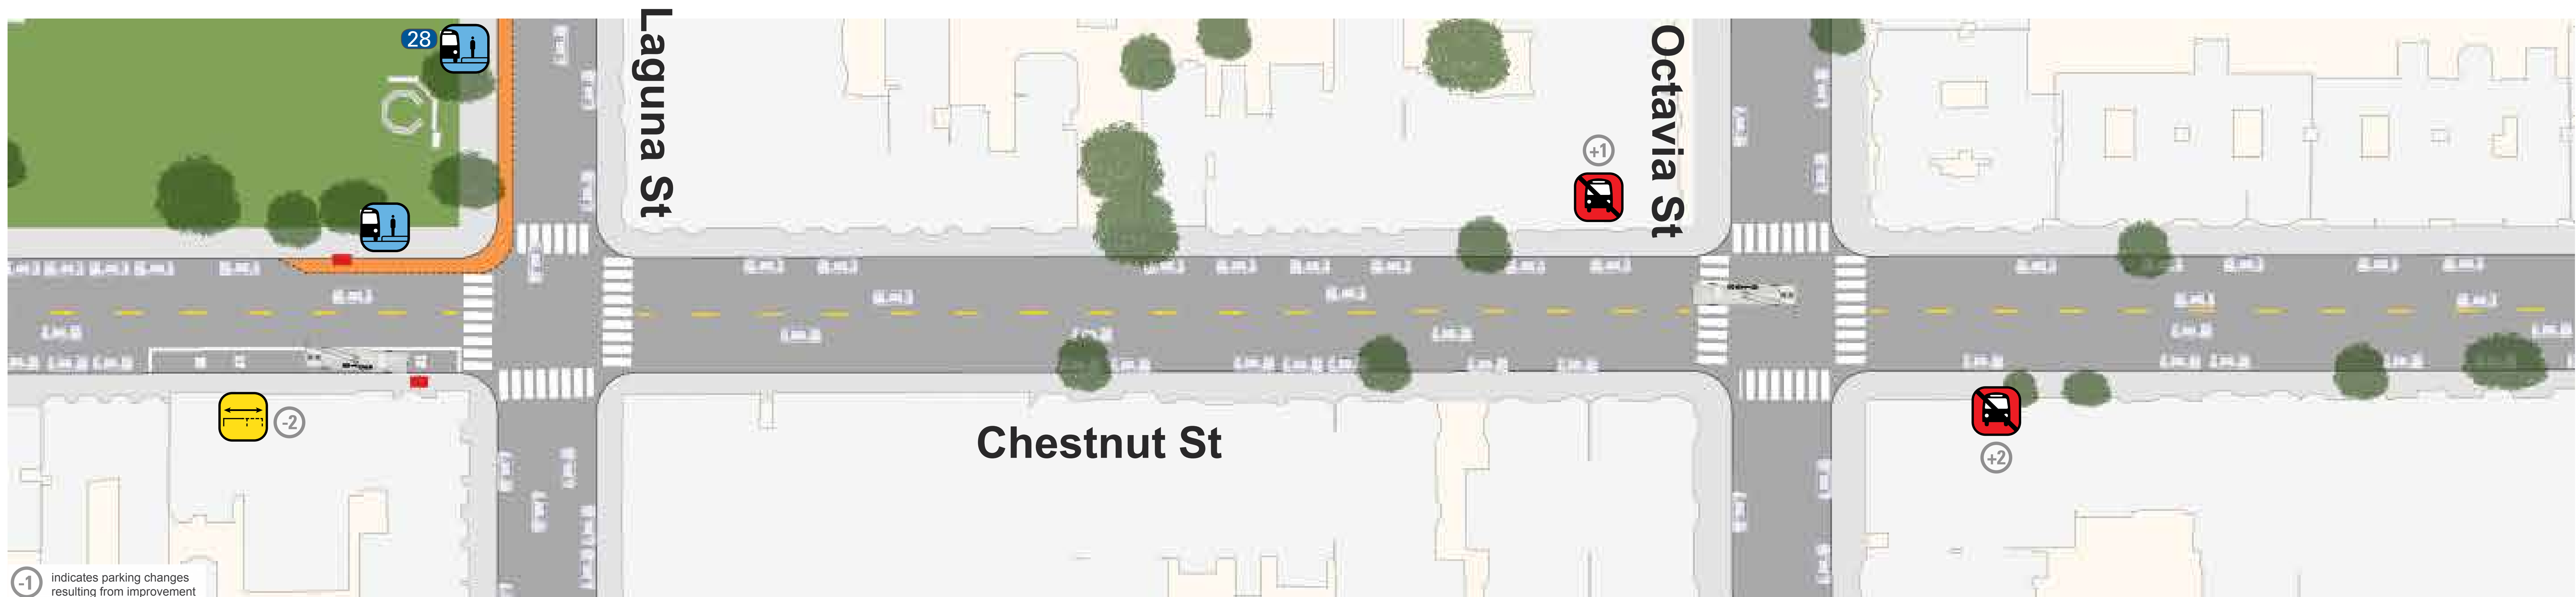 28
Laguna St
Octavia St
+1
Chestnut St
-2
+2
-1
indicates parking changes
resulting from improvement